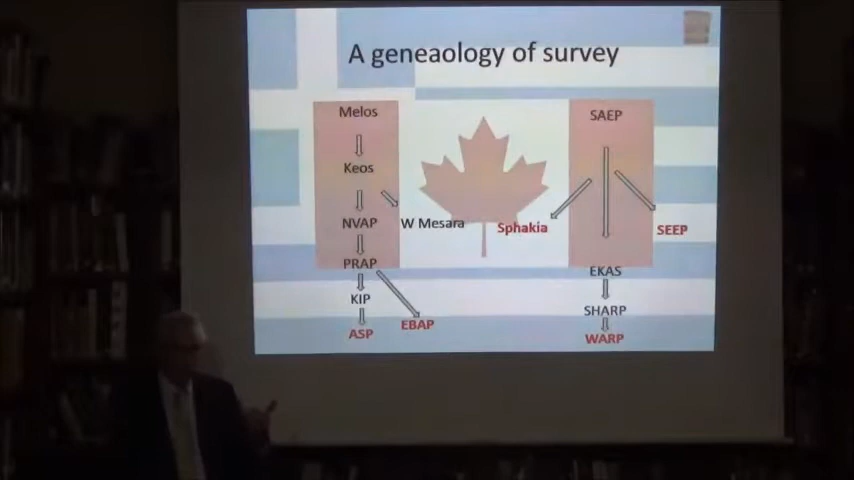 A geneaology of survey
Melos
Keos
NVAP
W Mesara
PRAP
KIP
ASP
EBAP
SAEP
Sphakia
SEEP
EKAS
SHARP
WARP